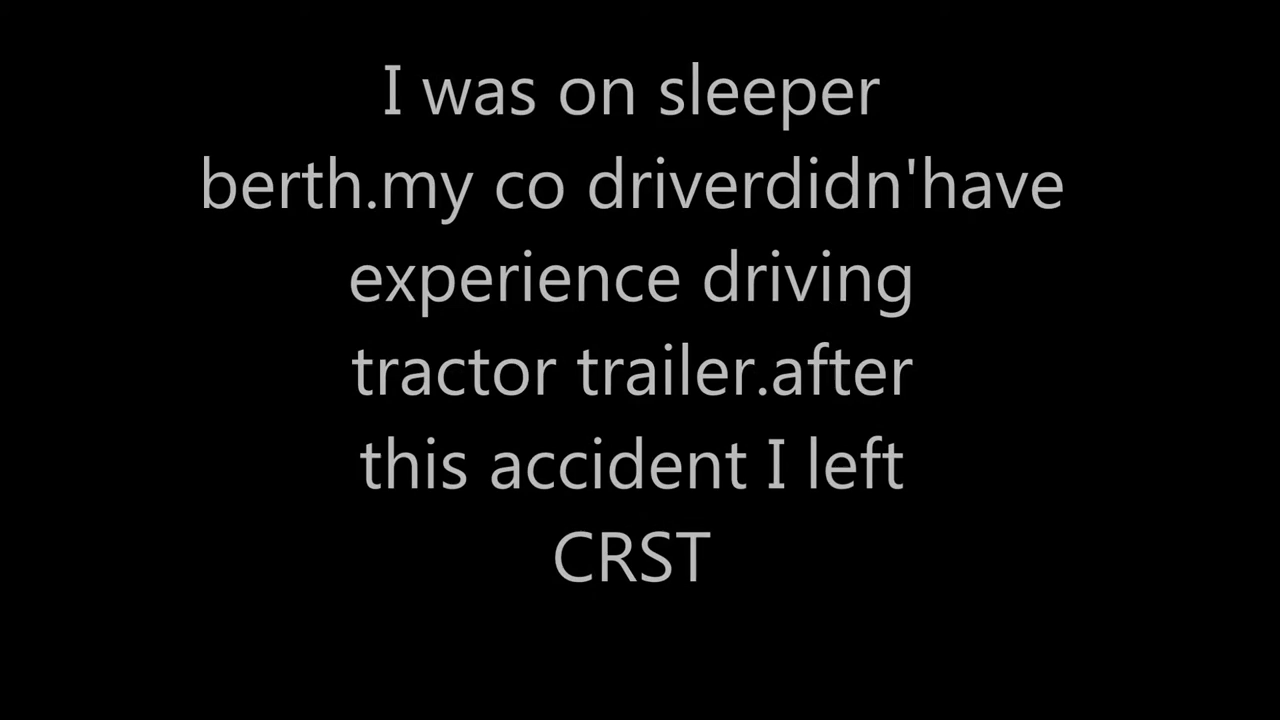 I was on sleeper
berth.my co driverdidn'have
experience driving
tractor trailer.after
this accident I left
CRST